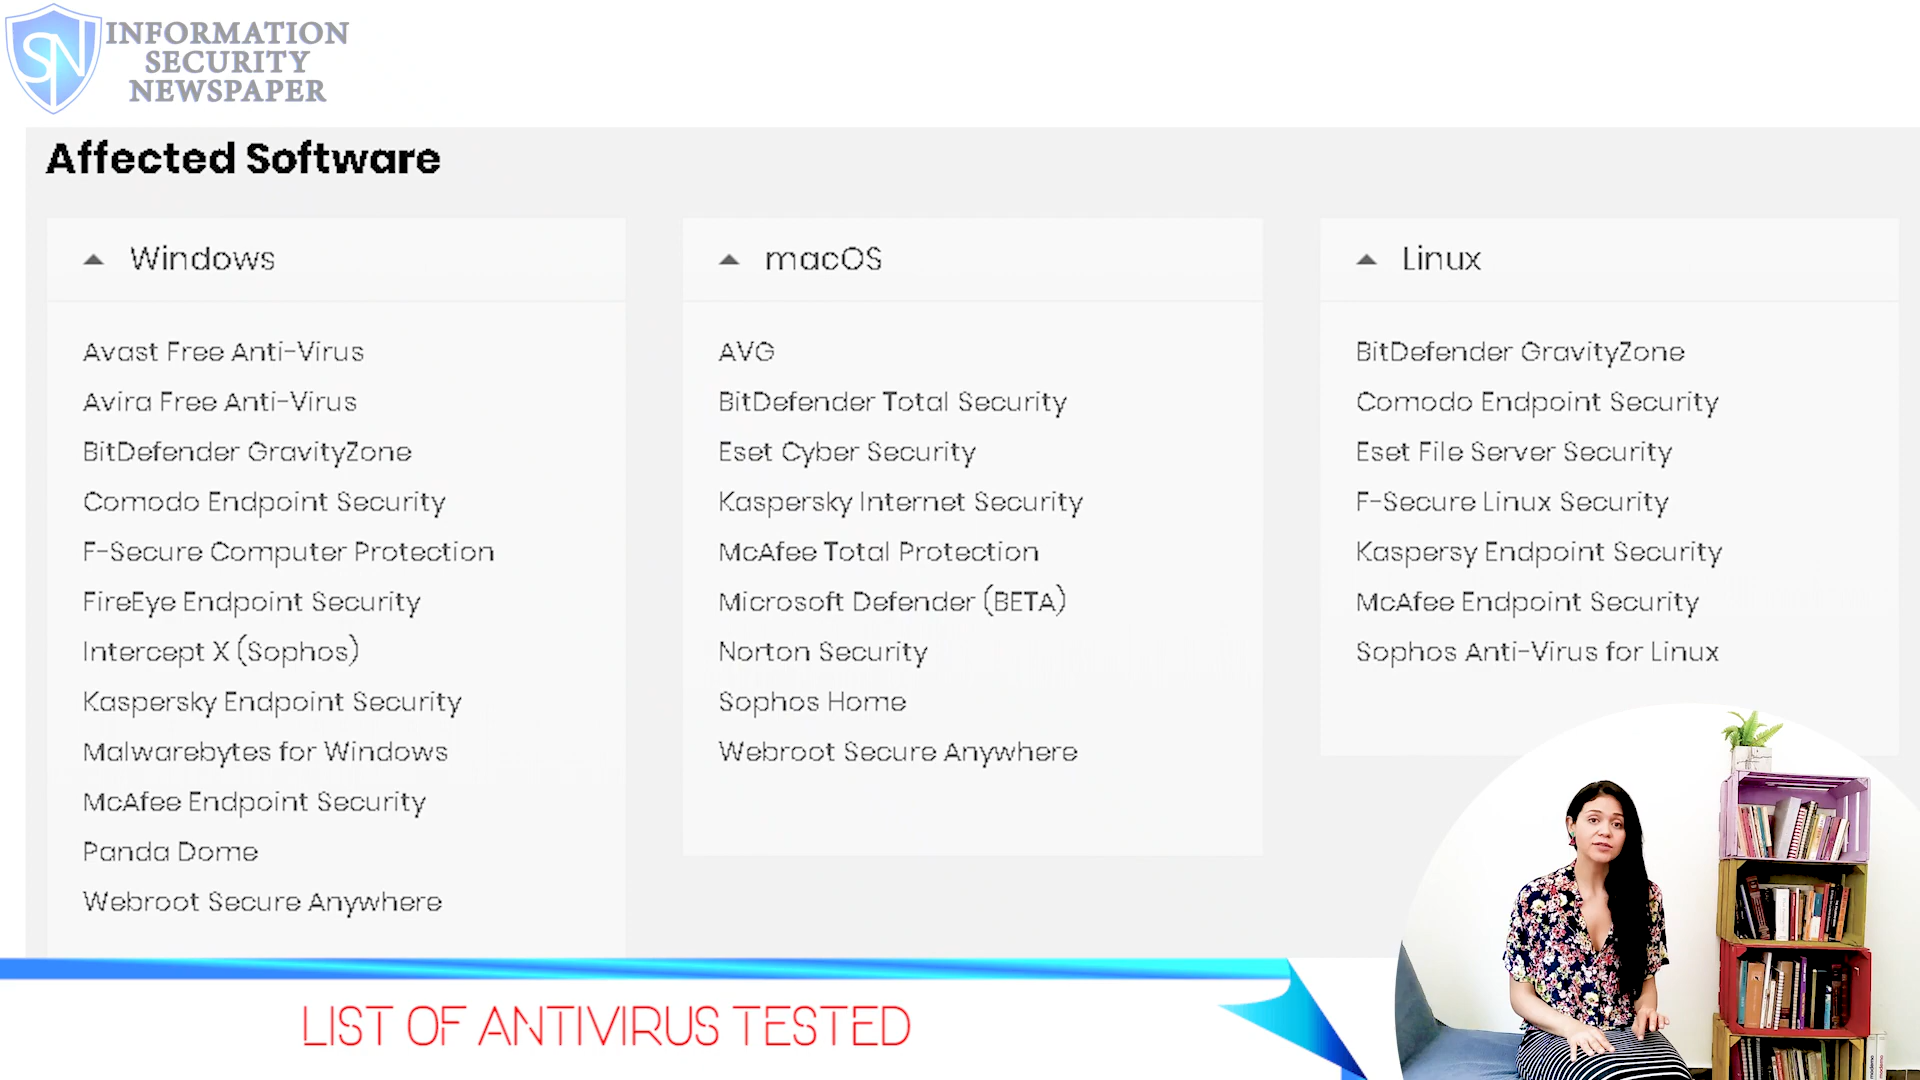 INFORMATION
SECURITY
NEWSPAPER
Affected Software
Windows
Avast Free Anti-Virus
Avira Free Anti-Virus
BitDefender GravityZone
Comodo Endpoint Security
F-Secure Computer Protection
FireEye Endpoint Security
Intercept X (Sophos)
Kaspersky Endpoint Security
Malwarebytes for Windows
McAfee Endpoint Security
Panda Dome
Webroot Secure Anywhere
macOS
AVG
BitDefender Total Security
Eset Cyber Security
Kaspersky Internet Security
McAfee Total Protection
Microsoft Defender (BETA)
Norton Security
Sophos Home
Webroot Secure Anywhere
Linux
BitDefender GravityZone
Comodo Endpoint Security
Eset File Server Security
F-Secure Linux Security
Kaspersy Endpoint Security
McAfee Endpoint Security
Sophos Anti-Virus for Linux
LIST OF ANTIVIRUS TESTED